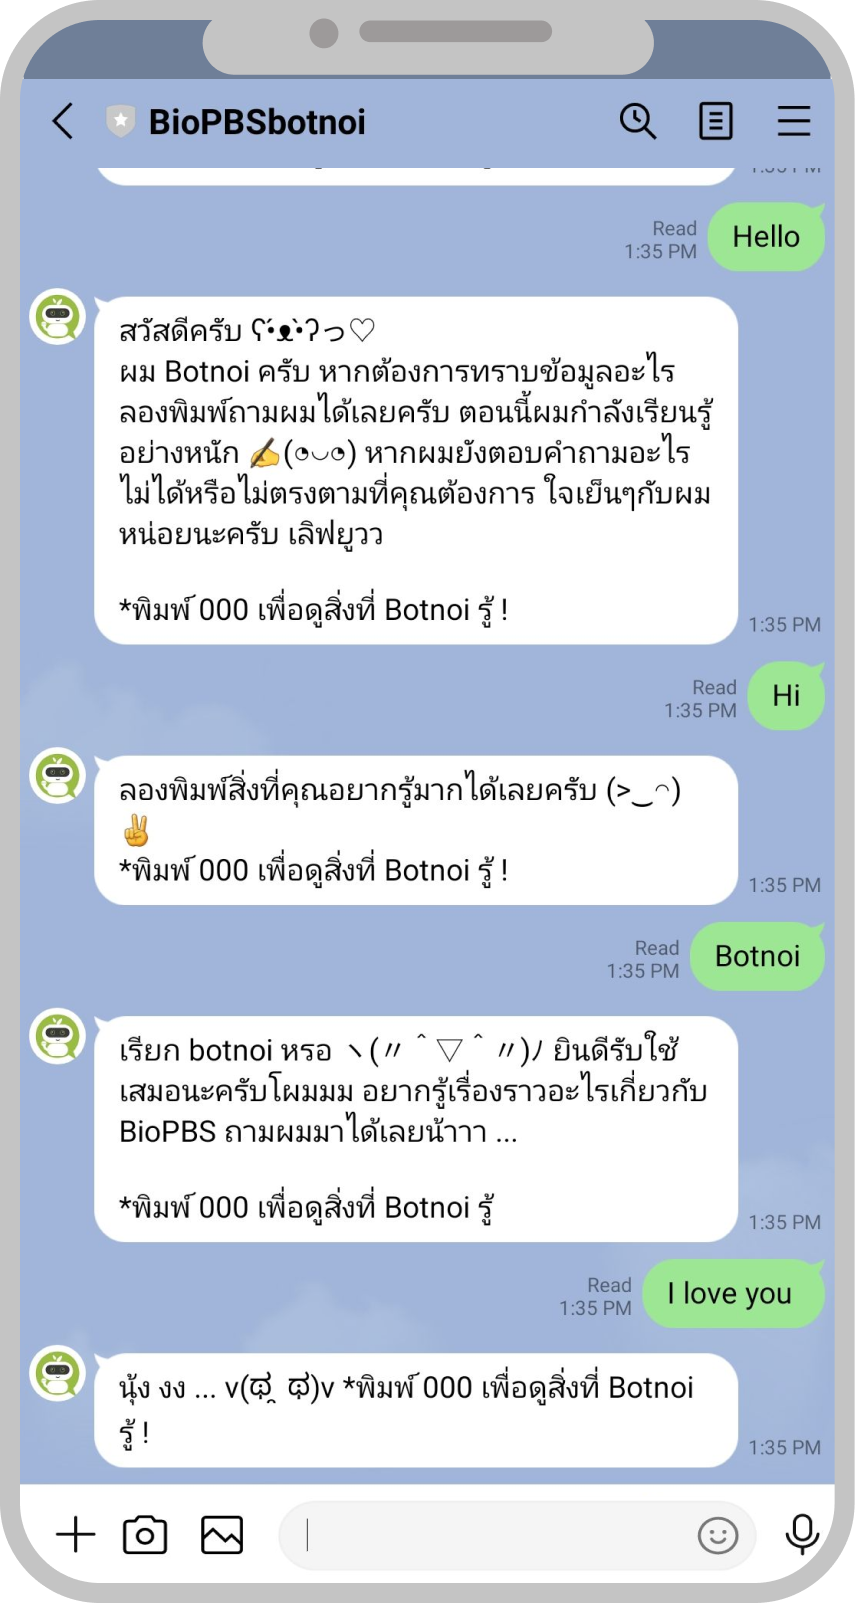 BioPBSbotnoi
Hello
Read
1:35 PM
สวัสดีครับ ʕ•́ᴥ•̀ʔっ♡
ผม Botnoi ครับ หากต้องการทราบข้อมูลอะไร
ลองพิมพ์ถามผมได้เลยครับ ตอนนี้ผมกำลังเรียนรู้
อย่างหนัก ✍(◔◡◔) หากผมยังตอบคำถามอะไร
ไม่ได้หรือไม่ตรงตามที่คุณต้องการ ใจเย็นๆกับผม
หน่อยนะครับ เลิฟยูวว
*พิมพ์ 000 เพื่อดูสิ่งที่ Botnoi รู้ !
1:35 PM
Hi
Read
1:35 PM
ลองพิมพ์สิ่งที่คุณอยากรู้มากได้เลยครับ (>‿◠)
✌
*พิมพ์ 000 เพื่อดูสิ่งที่ Botnoi รู้ !
1:35 PM
Botnoi
Read
1:35 PM
เรียก botnoi หรอ ヽ(〃＾▽＾〃)ﾉ ยินดีรับใช้
เสมอนะครับโผมมม อยากรู้เรื่องราวอะไรเกี่ยวกับ
BioPBS ถามผมมาได้เลยน้าาา ...
*พิมพ์ 000 เพื่อดูสิ่งที่ Botnoi รู้
1:35 PM
I love you
Read
1:35 PM
นุ้ง งง ... v(ಥ ̯ ಥ)v *พิมพ์ 000 เพื่อดูสิ่งที่ Botnoi
รู้ !
1:35 PM